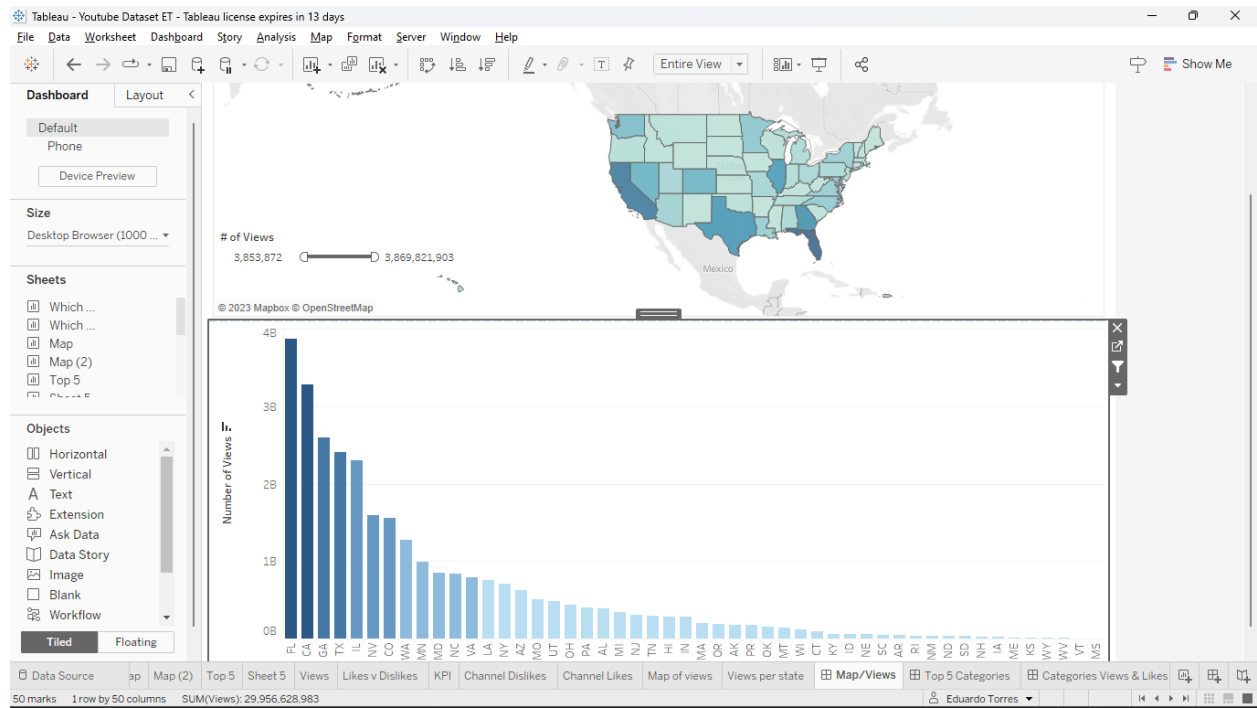 Tableau - Youtube Dataset ET - Tableau license expires in 13 days
File Data Worksheet Dashboard Story Analysis Map Format Server Window Help
Entire View
Show Me
Dashboard Layout
Default
Phone
Device Preview
Size
Desktop Browser (1000 ...
Sheets
Which ...
Which ...
Map
Map (2)
Top 5
Sheet 5
Objects
Horizontal
Vertical
A Text
Extension
Ask Data
Data Story
Image
Blank
Workflow
Tiled Floating
# of Views
3,853,872 3,869,821,903
Mexico
© 2023 Mapbox © OpenStreetMap
Number of Views
4B
3B
2B
1B
0B
FL CA GA TX IL NV CO WA MN MD NC VA LA NY AZ MO UT OH PA AL MI NJ TN HI IN MA OR AK PR OK MT WI CT KY ID NE SC AR RI NM ND SD NH IA ME KS WY WV VT MS
Data Source ap Map (2) Top 5 Sheet 5 Views Likes v Dislikes KPI Channel Dislikes Channel Likes Map of views Views per state Map/Views Top 5 Categories Categories Views & Likes
50 marks 1 row by 50 columns SUM(Views): 29,956,628,983 Eduardo Torres